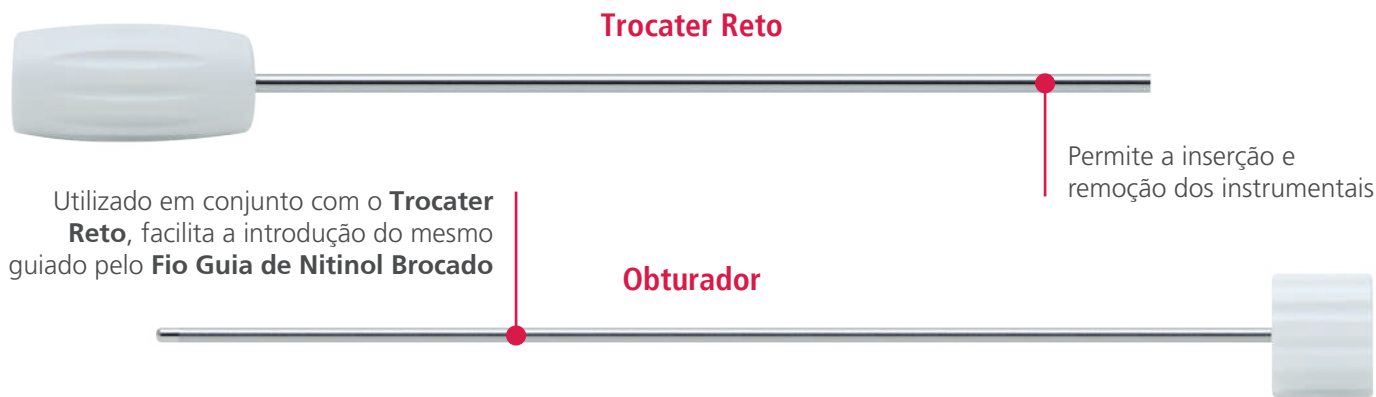 Trocater Reto
Permite a inserção e
remoção dos instrumentais
Utilizado em conjunto com o Trocater
Reto, facilita a introdução do mesmo
guiado pelo Fio Guia de Nitinol Brocado
Obturador